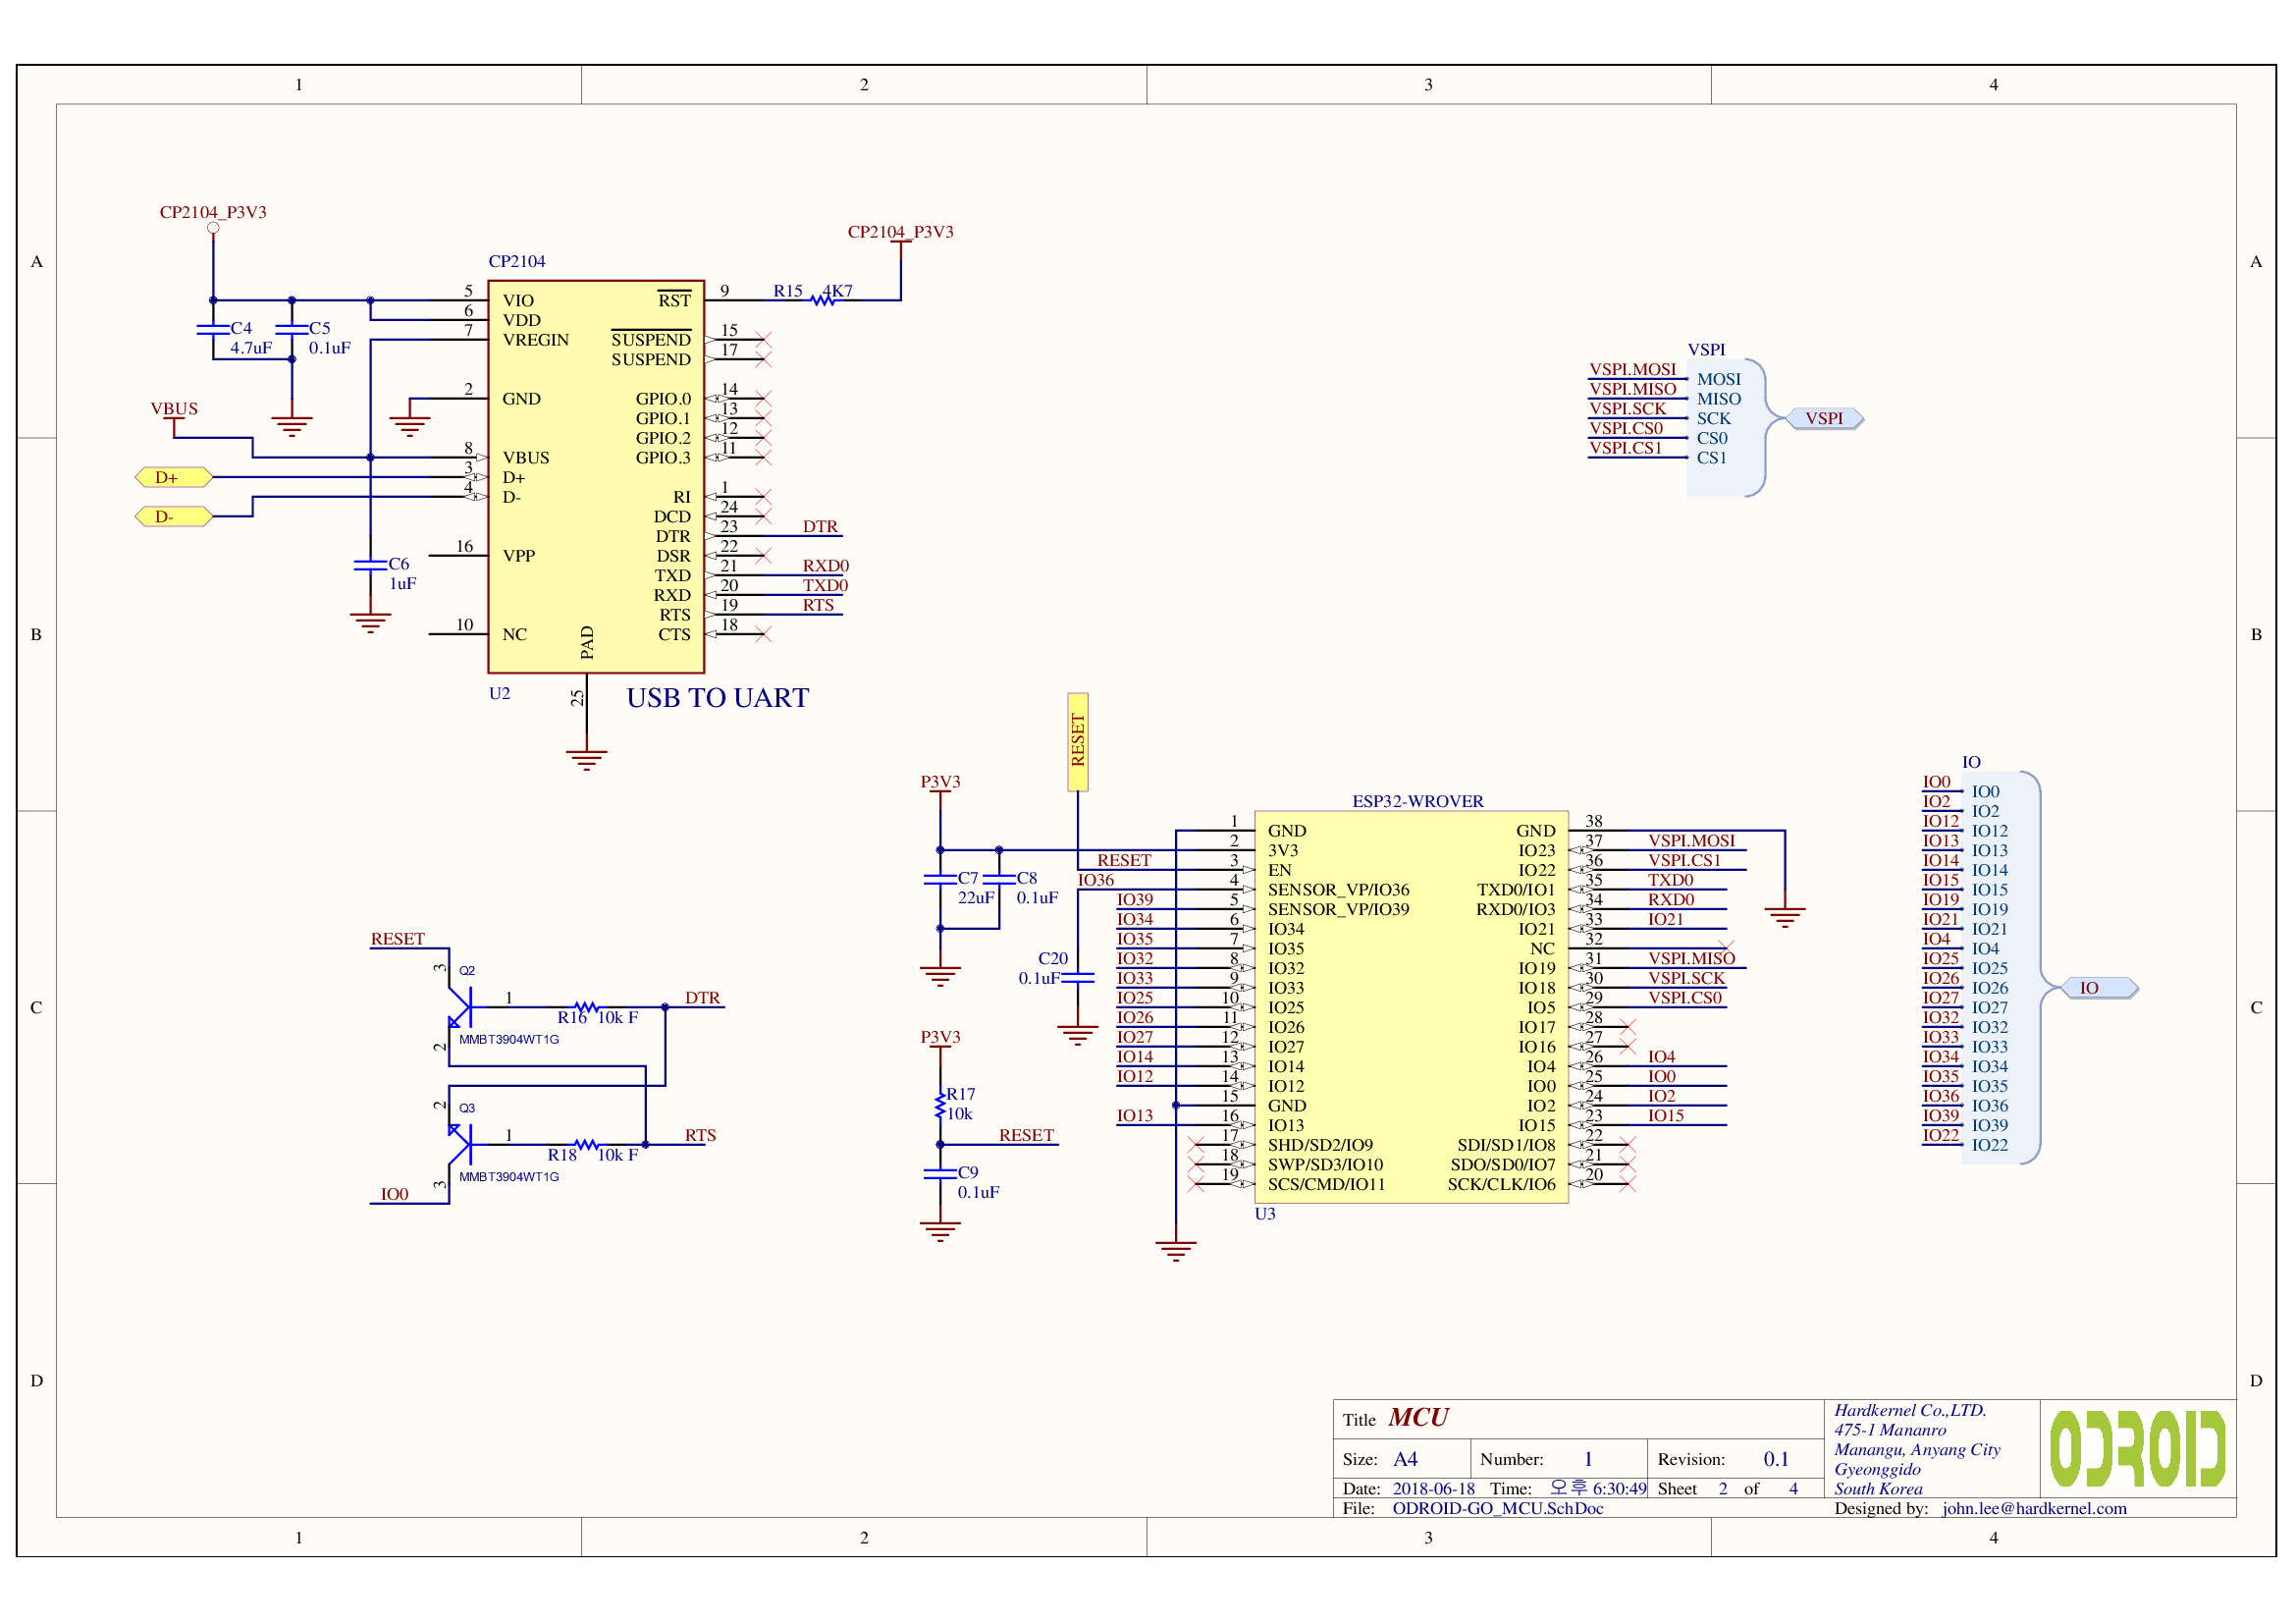 1 2 3 4
A A
B B
C C
D D
CP2104_P3V3
CP2104_P3V3
CP2104
R15 4K7
C4
4.7uF
C5
0.1uF
VBUS
D+
D-
C6
1uF
5 VIO
6 VDD
7 VREGIN
2 GND
8 VBUS
3 D+
4 D-
16 VPP
10 NC
PAD
25
RST 9
SUSPEND 15
SUSPEND 17
GPIO.0 14
GPIO.1 13
GPIO.2 12
GPIO.3 11
RI 1
DCD 24
DTR 23 DTR
DSR 22
TXD 21 RXD0
RXD 20 TXD0
RTS 19 RTS
CTS 18
U2
USB TO UART
VSPI
VSPI.MOSI MOSI
VSPI.MISO MISO
VSPI.SCK SCK
VSPI.CS0 CS0
VSPI.CS1 CS1
VSPI
RESET
3 Q2
1
R16 10k F
DTR
MMBT3904WT1G
2
2 Q3
1
R18 10k F
RTS
MMBT3904WT1G
3
IO0
P3V3
C7
22uF
C8
0.1uF
RESET
C20
0.1uF
P3V3
R17
10k
RESET
C9
0.1uF
ESP32-WROVER
1 GND
2 3V3
RESET 3 EN
IO36 4 SENSOR_VP/IO36
IO39 5 SENSOR_VP/IO39
IO34 6 IO34
IO35 7 IO35
IO32 8 IO32
IO33 9 IO33
IO25 10 IO25
IO26 11 IO26
IO27 12 IO27
IO14 13 IO14
IO12 14 IO12
15 GND
IO13 16 IO13
17 SHD/SD2/IO9
18 SWP/SD3/IO10
19 SCS/CMD/IO11
GND 38
IO23 37 VSPI.MOSI
IO22 36 VSPI.CS1
TXD0/IO1 35 TXD0
RXD0/IO3 34 RXD0
IO21 33 IO21
NC 32
IO19 31 VSPI.MISO
IO18 30 VSPI.SCK
IO5 29 VSPI.CS0
IO17 28
IO16 27
IO4 26 IO4
IO0 25 IO0
IO2 24 IO2
IO15 23 IO15
SDI/SD1/IO8 22
SDO/SD0/IO7 21
SCK/CLK/IO6 20
U3
IO
IO0 IO0
IO2 IO2
IO12 IO12
IO13 IO13
IO14 IO14
IO15 IO15
IO19 IO19
IO21 IO21
IO4 IO4
IO25 IO25
IO26 IO26
IO27 IO27
IO32 IO32
IO33 IO33
IO34 IO34
IO35 IO35
IO36 IO36
IO39 IO39
IO22 IO22
IO
Title MCU
Size: A4 Number: 1 Revision: 0.1
Date: 2018-06-18 Time: 오후 6:30:49 Sheet 2 of 4
File: ODROID-GO_MCU.SchDoc
Hardkernel Co.,LTD.
475-1 Mananro
Manangu, Anyang City
Gyeonggido
South Korea
Designed by: john.lee@hardkernel.com
ODROID
1 2 3 4